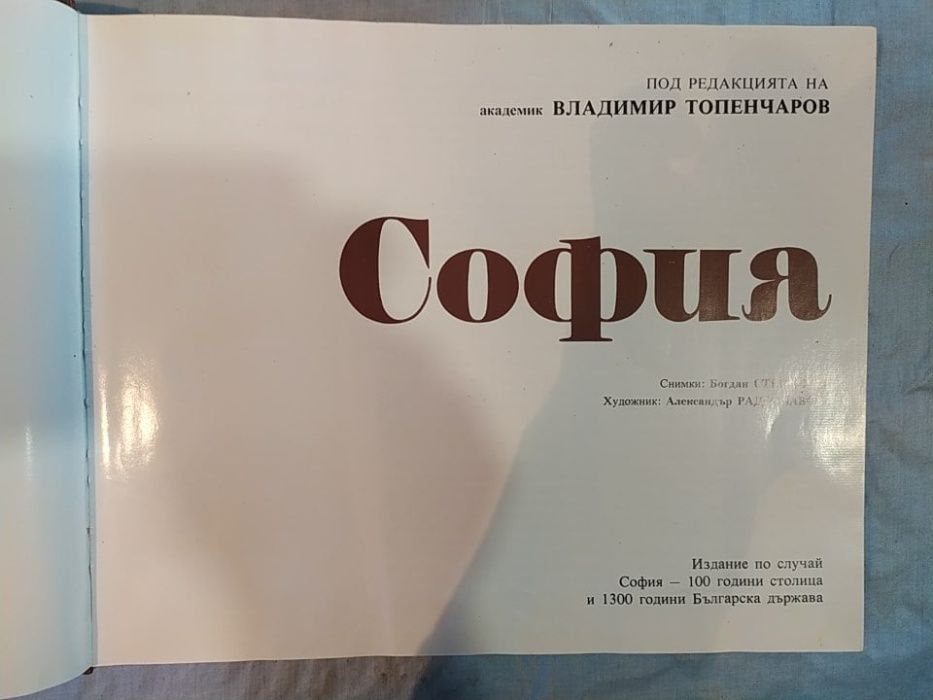 ПОД РЕДАКЦИЯТА НА
академик ВЛАДИМИР ТОПЕНЧАРОВ
София
Снимки: Богдан
Художник: Александър
Издание по случай
София — 100 години столица
и 1300 години Българска държава